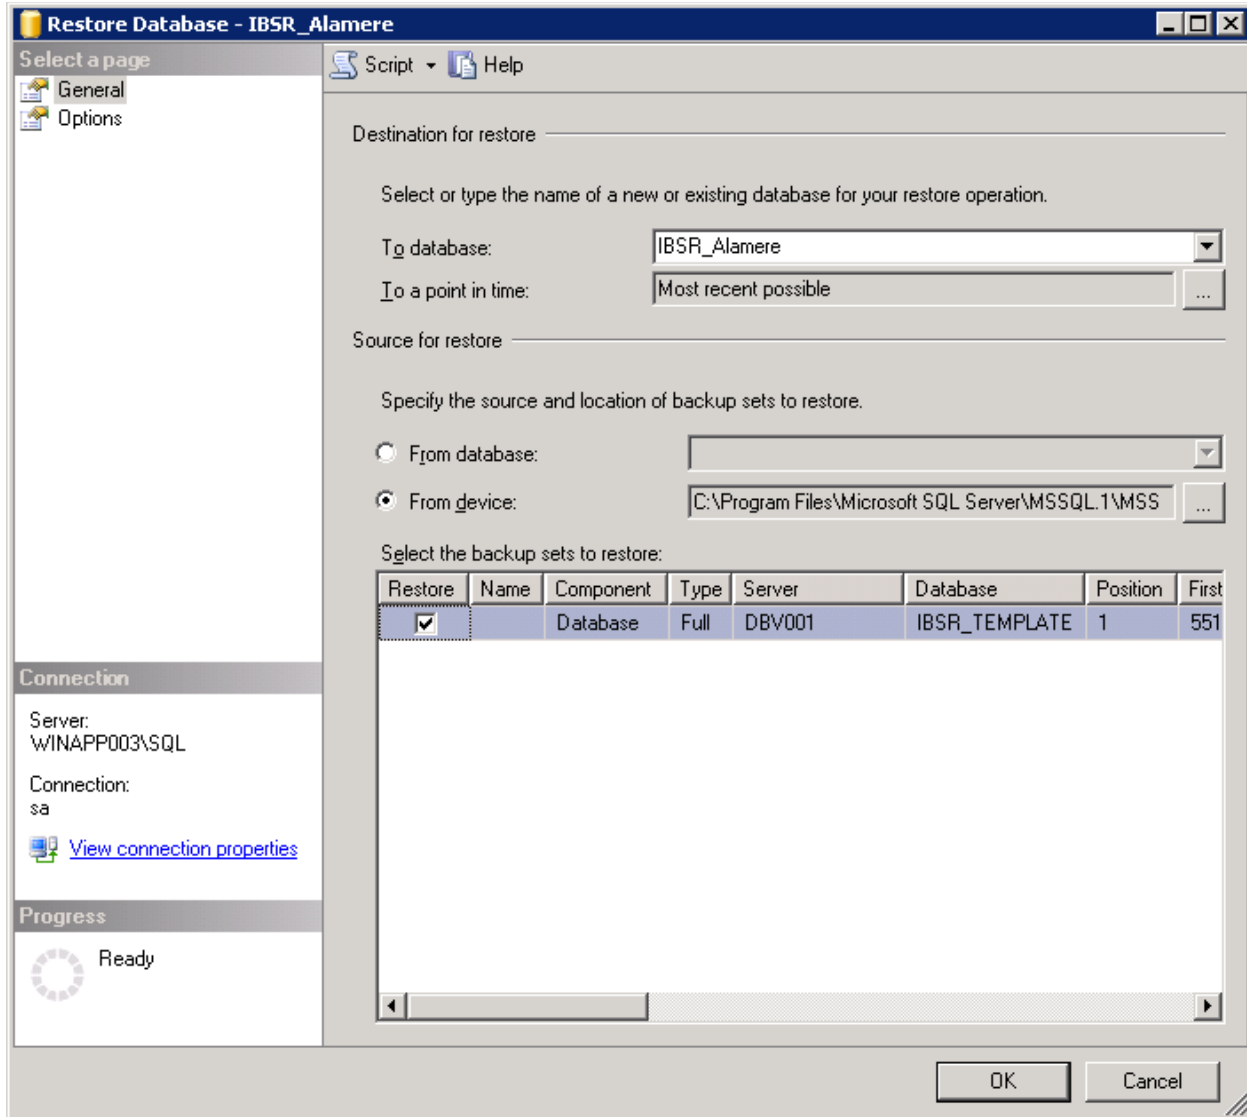 Restore Database - IBSR_Alamere
Select a page
General
Options
Script Help
Destination for restore
Select or type the name of a new or existing database for your restore operation.
To database: IBSR_Alamere
To a point in time: Most recent possible ...
Source for restore
Specify the source and location of backup sets to restore.
From database:
From device: C:\Program Files\Microsoft SQL Server\MSSQL.1\MSS ...
Select the backup sets to restore:
Restore Name Component Type Server Database Position First
Database Full DBV001 IBSR_TEMPLATE 1 551
Connection
Server:
WINAPP003\SQL
Connection:
sa
View connection properties
Progress
Ready
OK Cancel